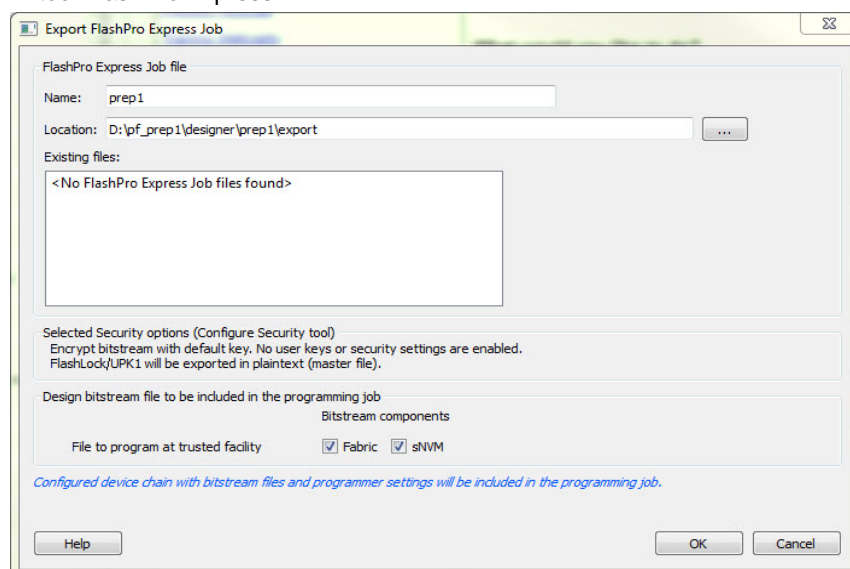 Export FlashPro Express Job
FlashPro Express Job file
Name: prep1
Location: D:\pf_prep1\designer\prep1\export
...
Existing files:
<No FlashPro Express Job files found>
Selected Security options (Configure Security tool)
Encrypt bitstream with default key. No user keys or security settings are enabled.
FlashLock/UPK1 will be exported in plaintext (master file).
Design bitstream file to be included in the programming job
Bitstream components
File to program at trusted facility Fabric sNVM
Configured device chain with bitstream files and programmer settings will be included in the programming job.
Help OK Cancel